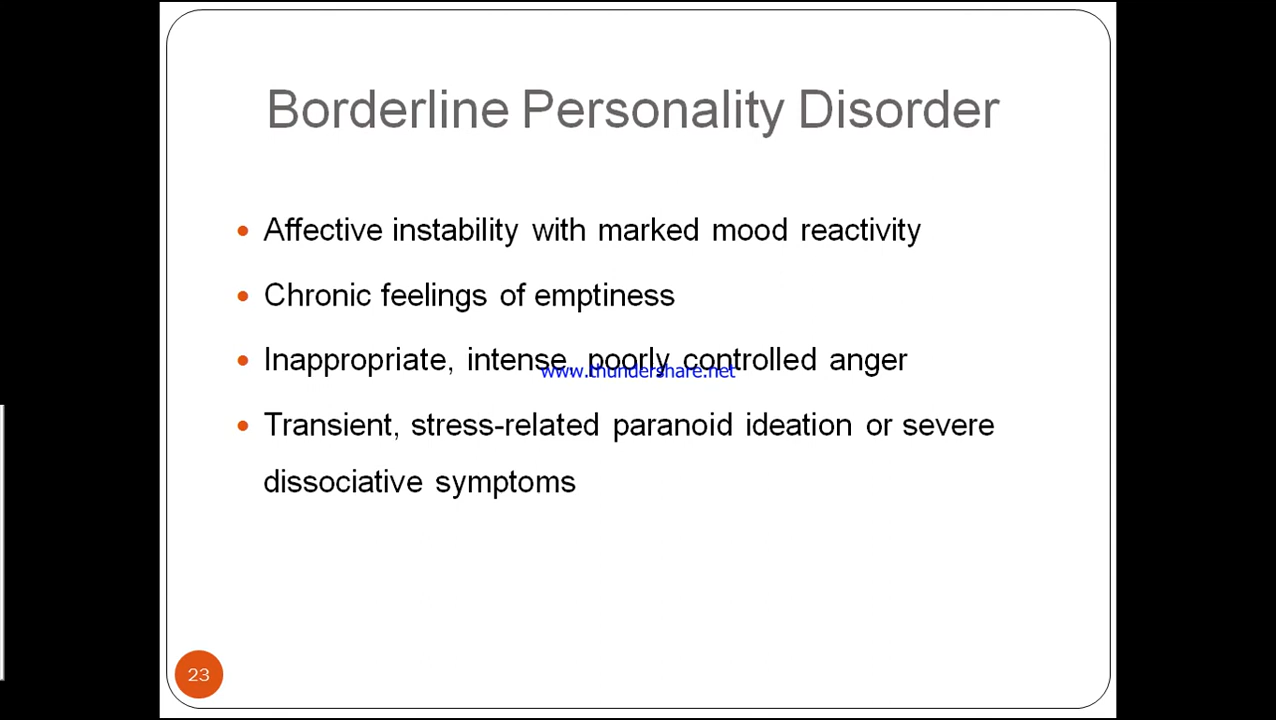 Borderline Personality Disorder
• Affective instability with marked mood reactivity
• Chronic feelings of emptiness
• Inappropriate, intense, poorly controlled anger
www.thundershare.net
• Transient, stress-related paranoid ideation or severe
dissociative symptoms
23